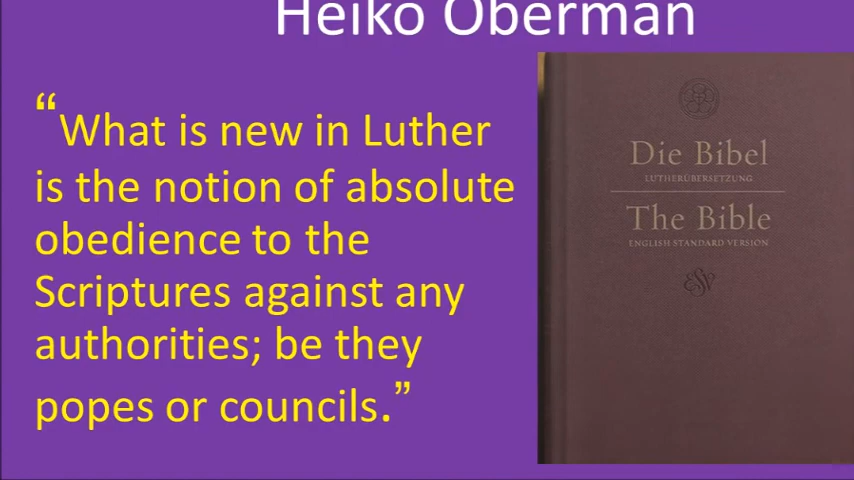 Heiko Oberman
“What is new in Luther
is the notion of absolute
obedience to the
Scriptures against any
authorities; be they
popes or councils.”
Die Bibel
LUTHERÜBERSETZUNG
The Bible
ENGLISH STANDARD VERSION
ESV